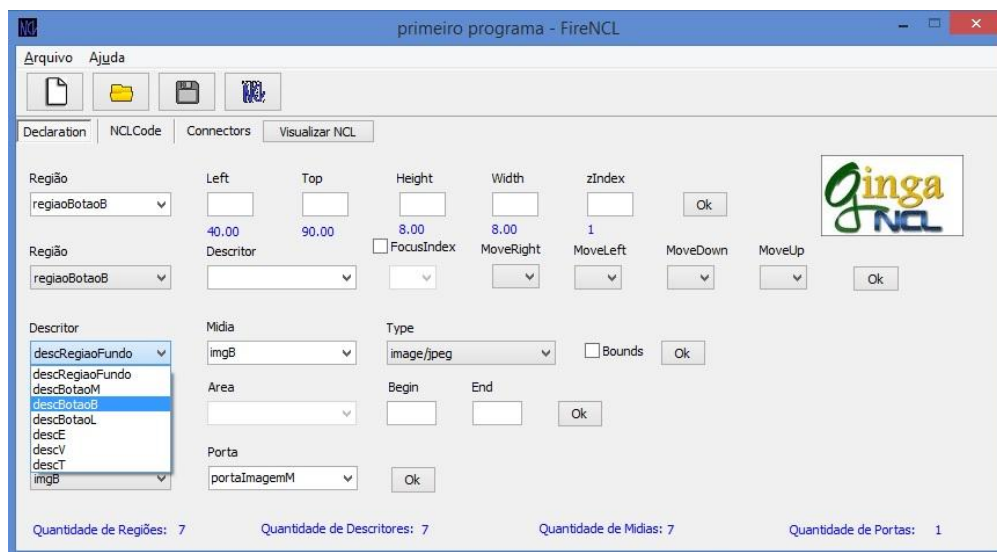 NCL
primeiro programa - FireNCL
Arquivo Ajuda
NCL
Declaration NCLCode Connectors Visualizar NCL
Região Left Top Height Width zIndex
regiaoBotaoB Ok
40.00 90.00 8.00 8.00 1
Região Descritor FocusIndex MoveRight MoveLeft MoveDown MoveUp
regiaoBotaoB Ok
Descritor Midia Type
descRegiaoFundo imgB image/jpeg Bounds Ok
descRegiaoFundo
descBotaoM Area Begin End
descBotaoB
descBotaoL Ok
descE
descV Porta
descT
imgB portaImagemM Ok
Quantidade de Regiões: 7 Quantidade de Descritores: 7 Quantidade de Midias: 7 Quantidade de Portas: 1
ginga
NCL